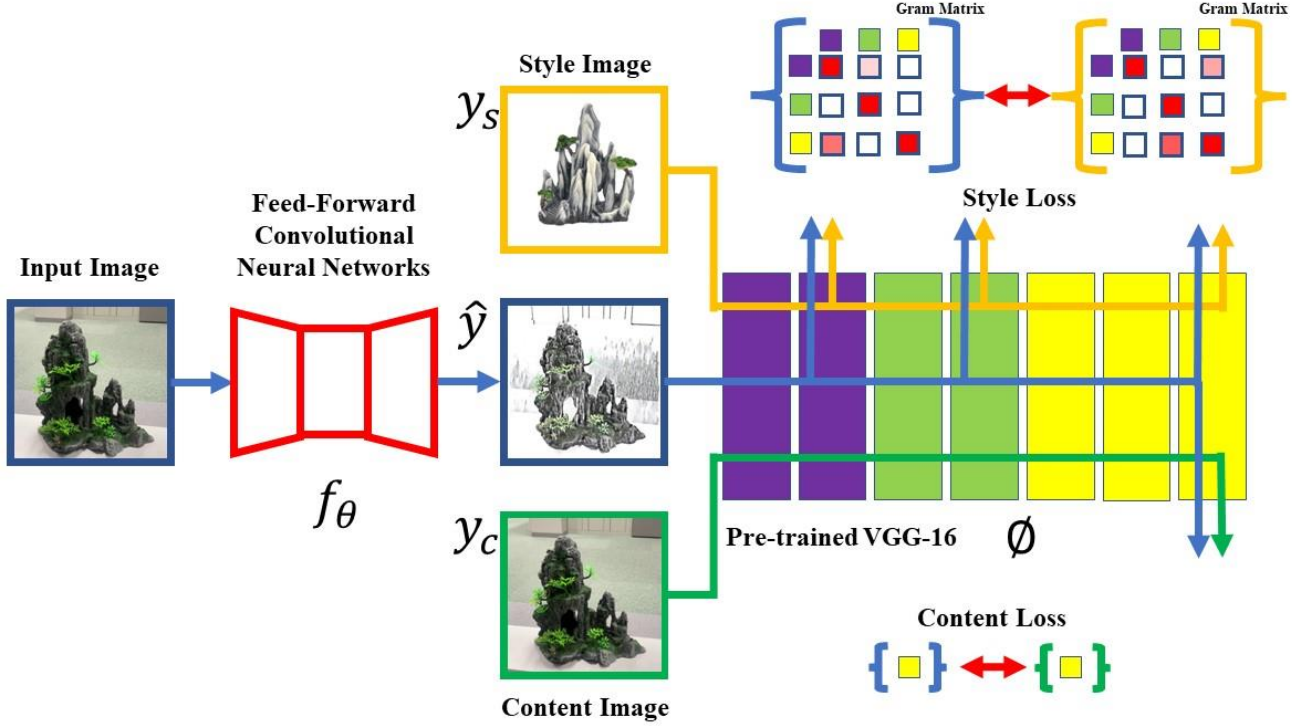 Gram Matrix
Gram Matrix
Style Image
y_s
Style Loss
Feed-Forward
Convolutional
Neural Networks
Input Image
ŷ
f_θ
y_c
Pre-trained VGG-16
Ø
Content Loss
Content Image